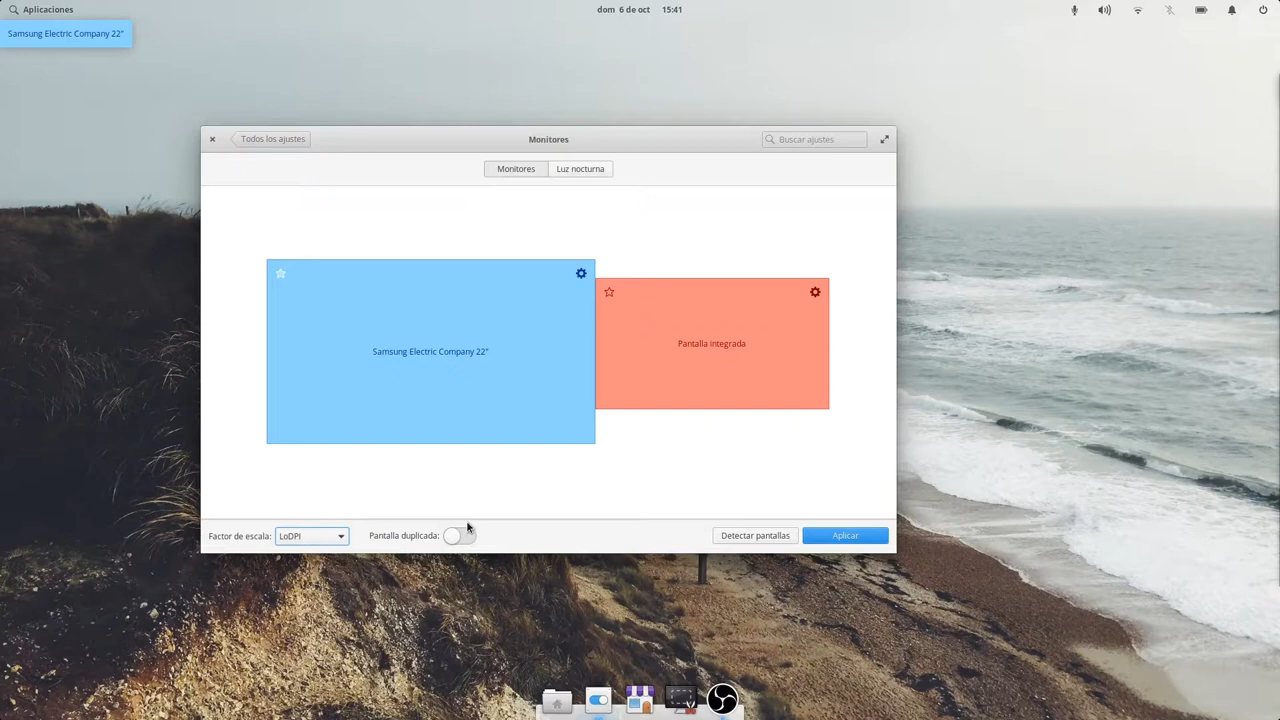 Aplicaciones
dom 6 de oct 15:41
Samsung Electric Company 22"
Todos los ajustes
Monitores
Buscar ajustes
Monitores
Luz nocturna
Samsung Electric Company 22"
Pantalla integrada
Factor de escala: LoDPI
Pantalla duplicada:
Detectar pantallas
Aplicar